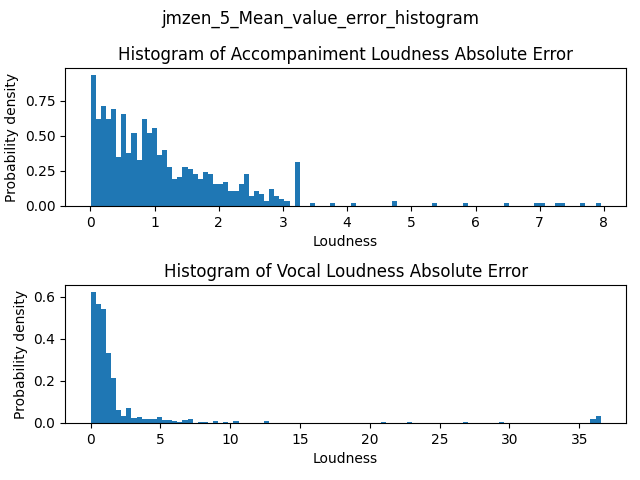 jmzen_5_Mean_value_error_histogram
Histogram of Accompaniment Loudness Absolute Error
Probability density
0.75
0.50
0.25
0.00
0 1 2 3 4 5 6 7 8
Loudness
Histogram of Vocal Loudness Absolute Error
Probability density
0.6
0.4
0.2
0.0
0 5 10 15 20 25 30 35
Loudness